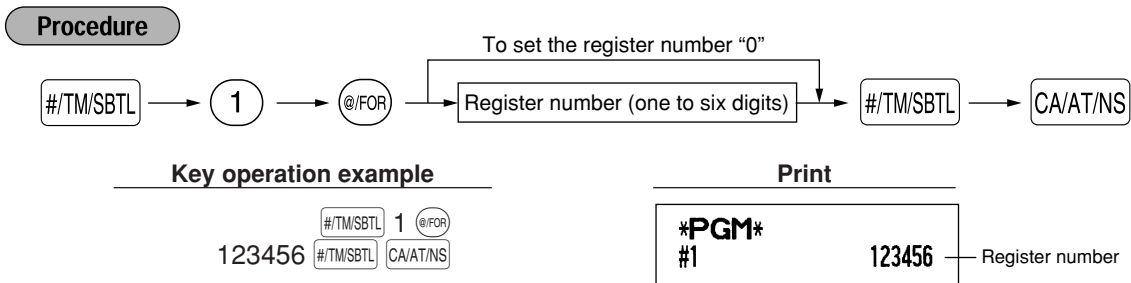 Procedure
To set the register number “0”
#/TM/SBTL 1 @/FOR Register number (one to six digits) #/TM/SBTL CA/AT/NS
Key operation example
#/TM/SBTL 1 @/FOR
123456 #/TM/SBTL CA/AT/NS
Print
*PGM*
#1 123456 Register number